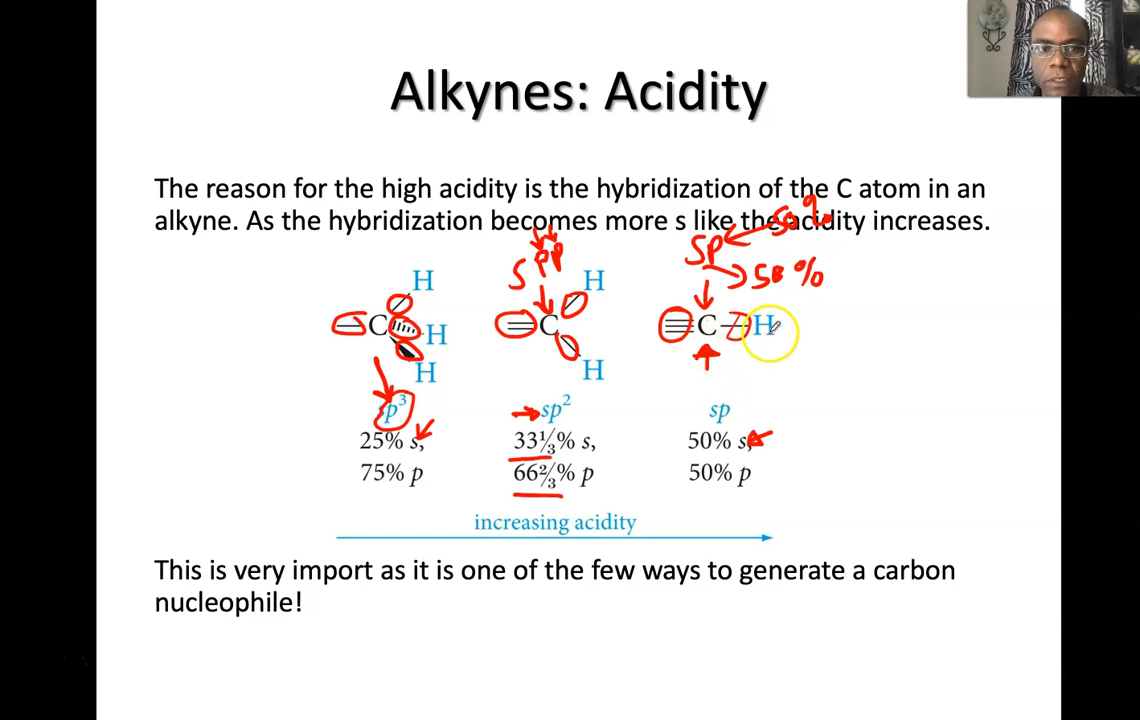 Alkynes: Acidity
The reason for the high acidity is the hybridization of the C atom in an
alkyne. As the hybridization becomes more s like the acidity increases.
50%
s p p
sp
50%
H H
C H C C H
H H
sp³ sp² sp
25% s, 33⅓% s, 50% s,
75% p 66⅔% p 50% p
increasing acidity
This is very import as it is one of the few ways to generate a carbon
nucleophile!